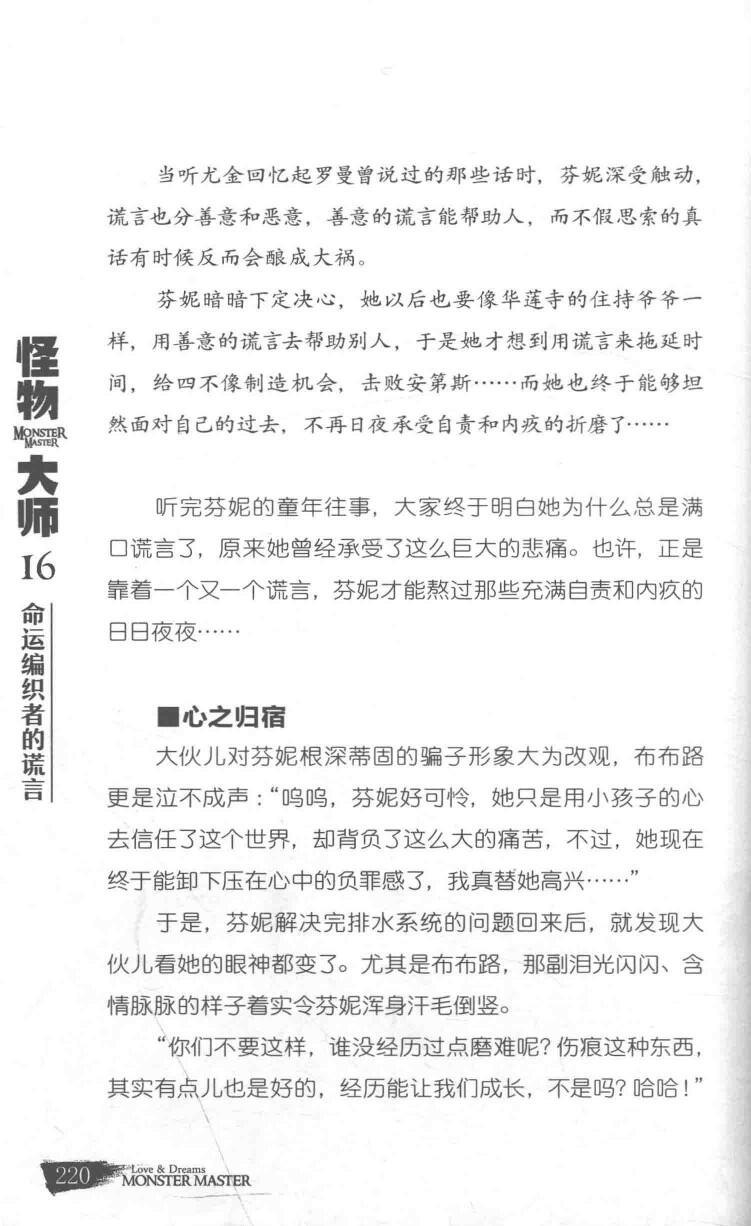 当听尤金回忆起罗曼曾说过的那些话时，芬妮深受触动，
谎言也分善意和恶意，善意的谎言能帮助人，而不假思索的真
话有时候反而会酿成大祸。
芬妮暗暗下定决心，她以后也要像华莲寺的住持爷爷一
样，用善意的谎言去帮助别人，于是她才想到用谎言来拖延时
间，给四不像制造机会，击败安第斯……而她也终于能够坦
然面对自己的过去，不再日夜承受自责和内疚的折磨了……
听完芬妮的童年往事，大家终于明白她为什么总是满
口谎言了，原来她曾经承受了这么巨大的悲痛。也许，正是
靠着一个又一个谎言，芬妮才能熬过那些充满自责和内疚的
日日夜夜……
■心之归宿
大伙儿对芬妮根深蒂固的骗子形象大为改观，布布路
更是泣不成声：“呜呜，芬妮好可怜，她只是用小孩子的心
去信任了这个世界，却背负了这么大的痛苦，不过，她现在
终于能卸下压在心中的负罪感了，我真替她高兴……”
于是，芬妮解决完排水系统的问题回来后，就发现大
伙儿看她的眼神都变了。尤其是布布路，那副泪光闪闪、含
情脉脉的样子着实令芬妮浑身汗毛倒竖。
“你们不要这样，谁没经历过点磨难呢？伤痕这种东西，
其实有点儿也是好的，经历能让我们成长，不是吗？哈哈！”
怪物
MONSTER
MASTER
大师
16
命运编织者的谎言
220
Love & Dreams
MONSTER MASTER